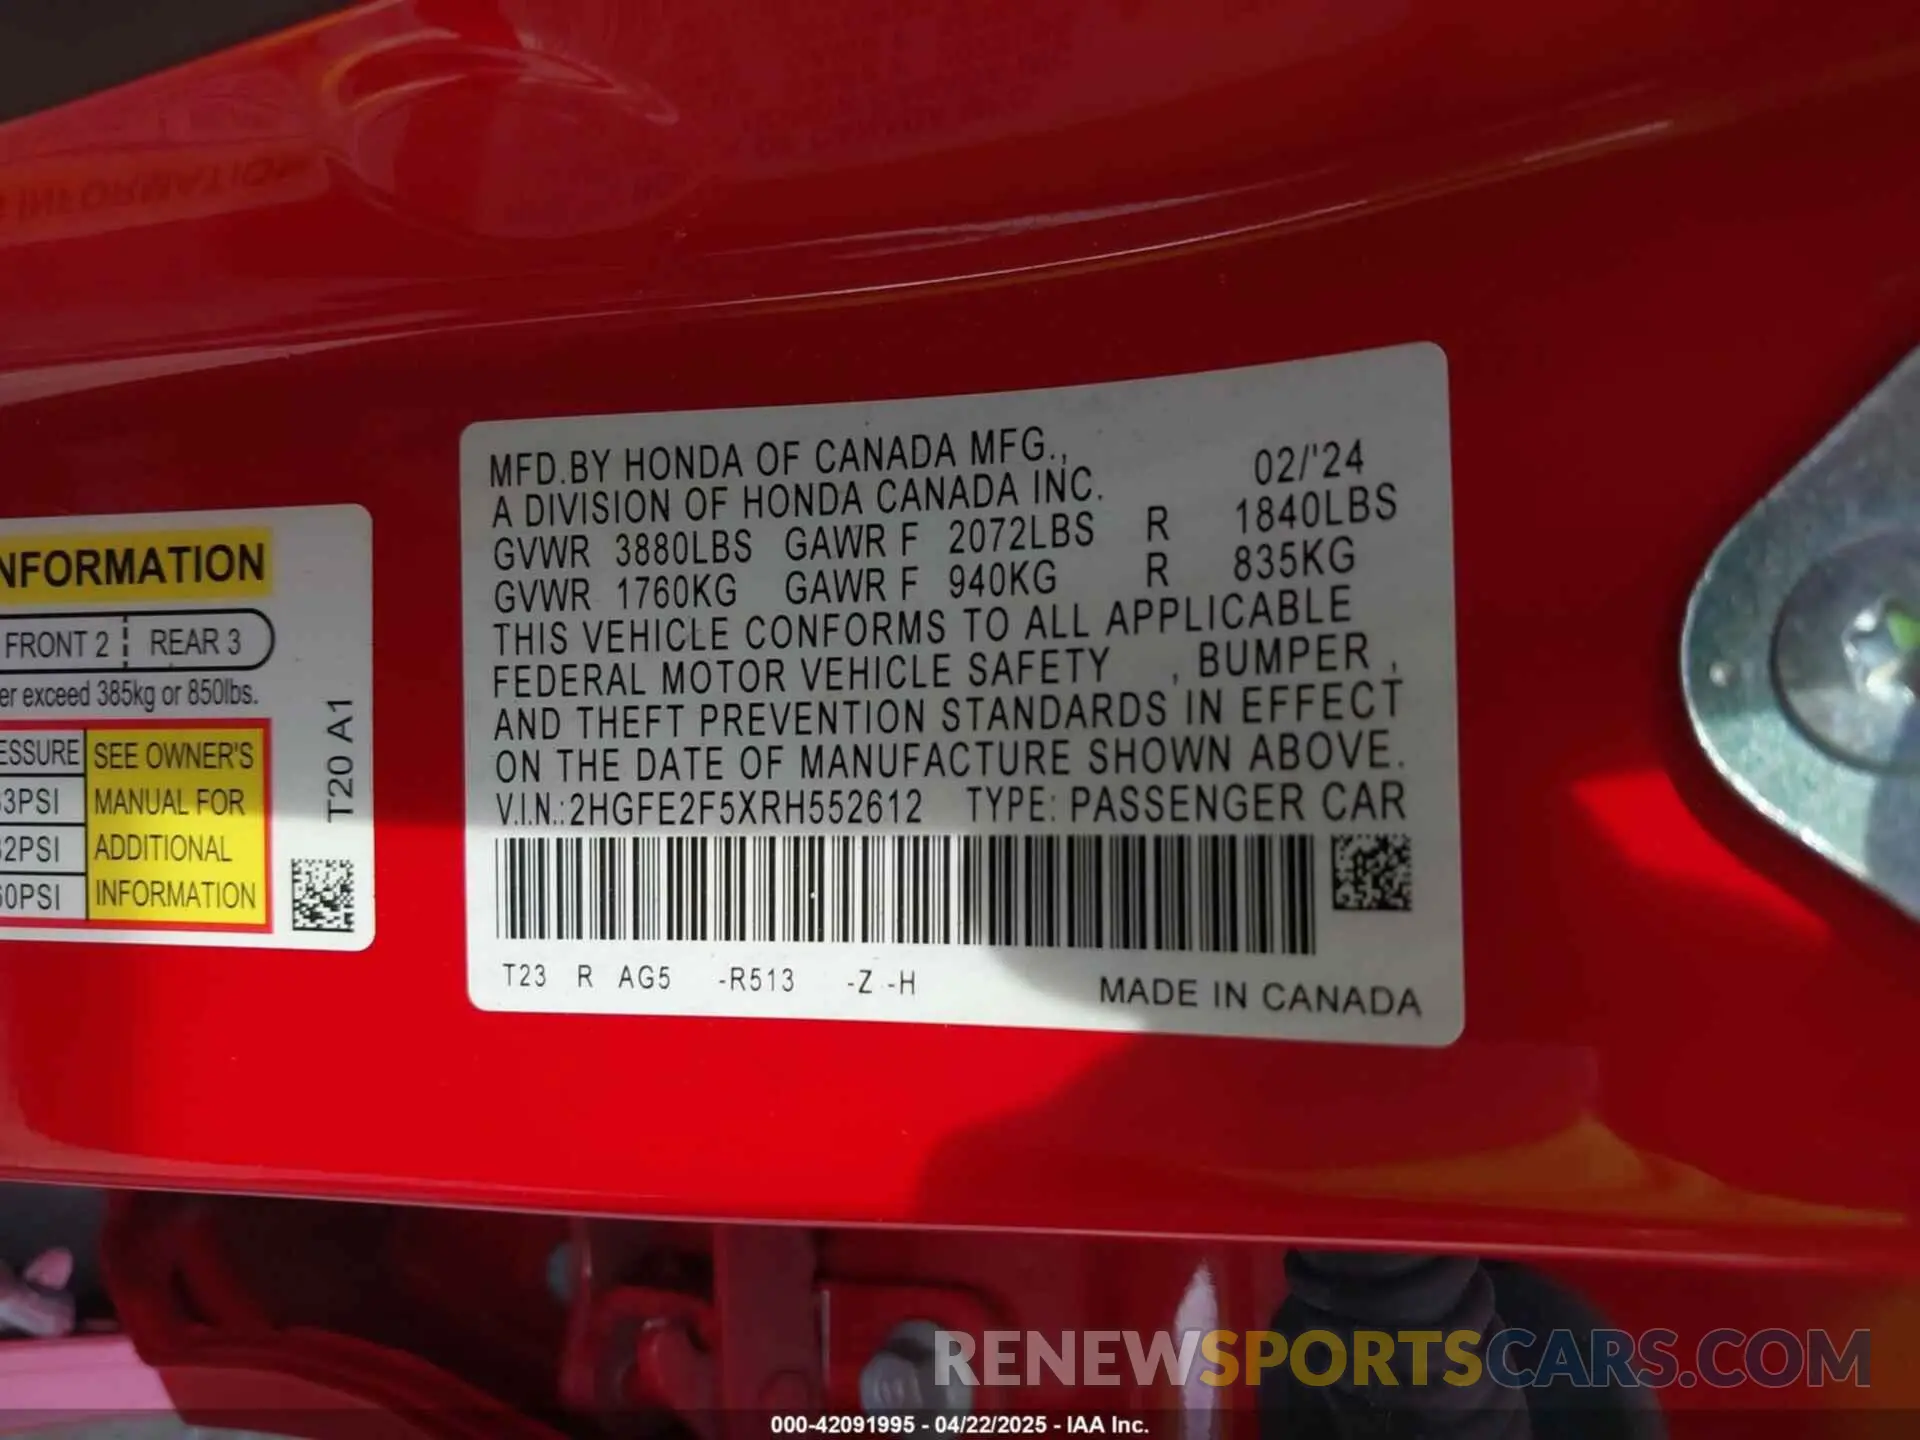 INFORMATION
NFORMATION
FRONT 2 REAR 3
er exceed 385kg or 850lbs.
ESSURE SEE OWNER'S
3PSI MANUAL FOR
2PSI ADDITIONAL
0PSI INFORMATION
T20 A1
MFD.BY HONDA OF CANADA MFG., 02/'24
A DIVISION OF HONDA CANADA INC.
GVWR 3880LBS GAWR F 2072LBS R 1840LBS
GVWR 1760KG GAWR F 940KG R 835KG
THIS VEHICLE CONFORMS TO ALL APPLICABLE
FEDERAL MOTOR VEHICLE SAFETY , BUMPER ,
AND THEFT PREVENTION STANDARDS IN EFFECT
ON THE DATE OF MANUFACTURE SHOWN ABOVE.
V.I.N.:2HGFE2F5XRH552612 TYPE: PASSENGER CAR
T23 R AG5 -R513 -Z -H
MADE IN CANADA
RENEWSPORTSCARS.COM
000-42091995 - 04/22/2025 - IAA Inc.